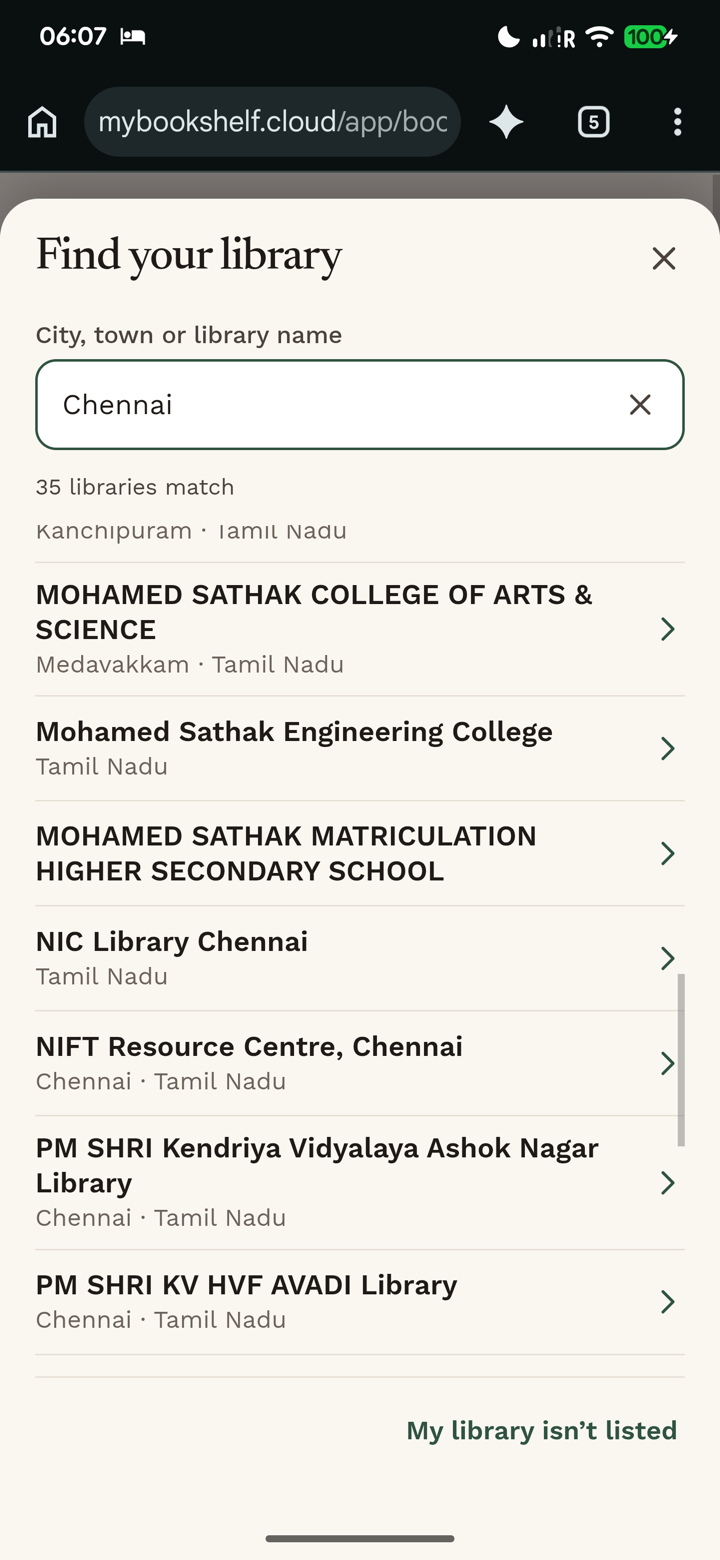 06:07
R
100
mybookshelf.cloud/app/boo
5
Find your library
City, town or library name
Chennai
35 libraries match
Kanchipuram · Tamil Nadu
MOHAMED SATHAK COLLEGE OF ARTS &
SCIENCE
Medavakkam · Tamil Nadu
Mohamed Sathak Engineering College
Tamil Nadu
MOHAMED SATHAK MATRICULATION
HIGHER SECONDARY SCHOOL
NIC Library Chennai
Tamil Nadu
NIFT Resource Centre, Chennai
Chennai · Tamil Nadu
PM SHRI Kendriya Vidyalaya Ashok Nagar
Library
Chennai · Tamil Nadu
PM SHRI KV HVF AVADI Library
Chennai · Tamil Nadu
My library isn’t listed